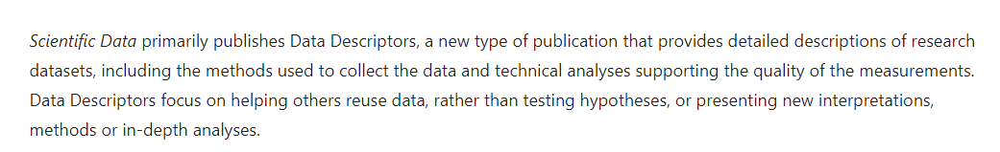 Scientific Data primarily publishes Data Descriptors, a new type of publication that provides detailed descriptions of research
datasets, including the methods used to collect the data and technical analyses supporting the quality of the measurements.
Data Descriptors focus on helping others reuse data, rather than testing hypotheses, or presenting new interpretations,
methods or in-depth analyses.